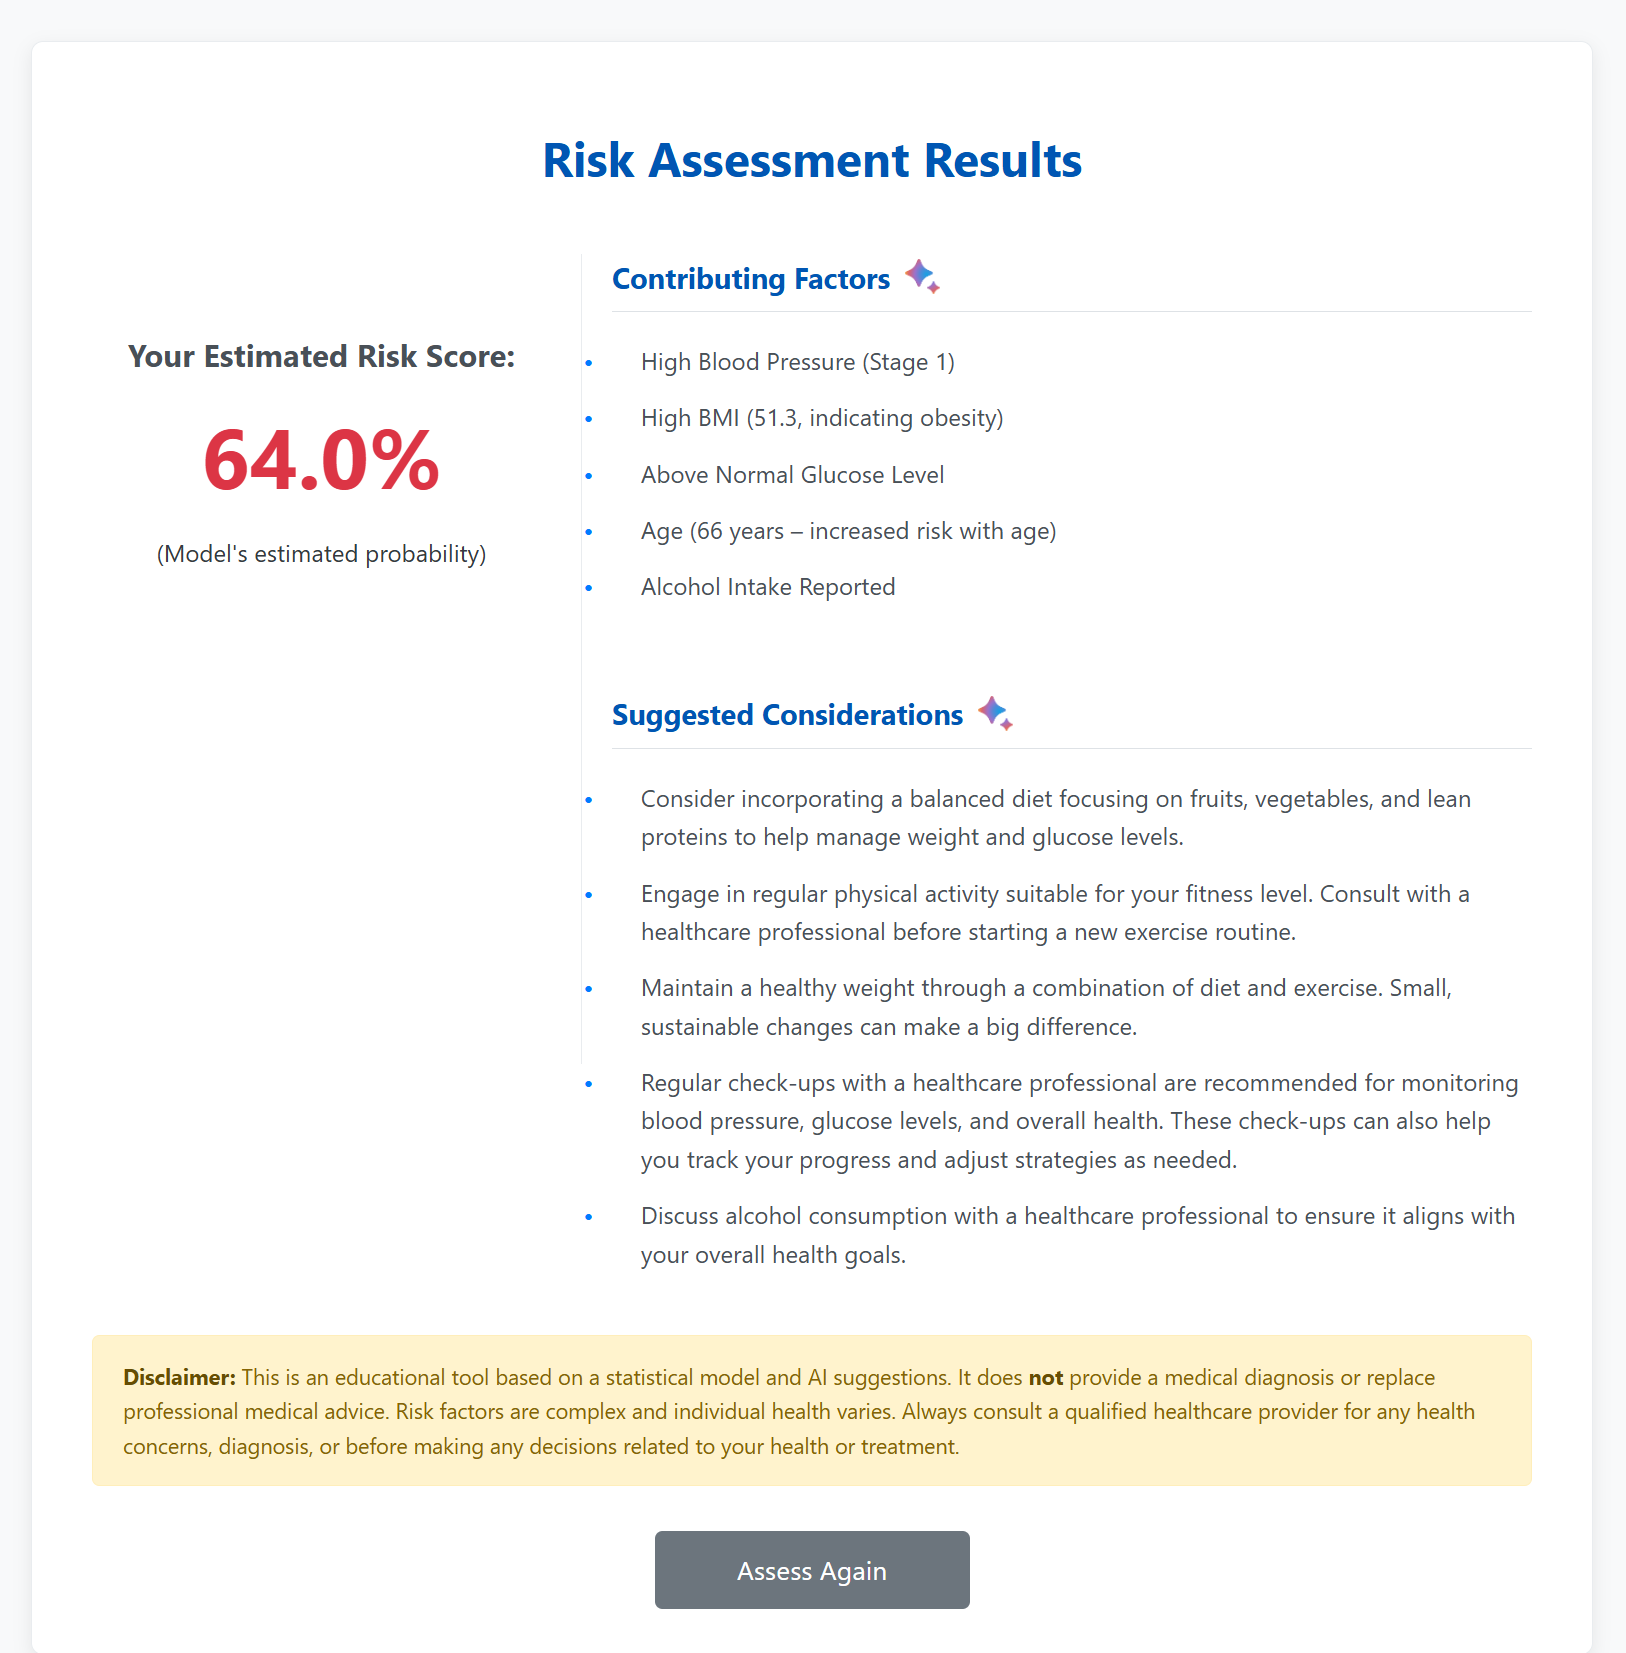 Risk Assessment Results
Your Estimated Risk Score:
64.0%
(Model's estimated probability)
Contributing Factors
• High Blood Pressure (Stage 1)
• High BMI (51.3, indicating obesity)
• Above Normal Glucose Level
• Age (66 years – increased risk with age)
• Alcohol Intake Reported
Suggested Considerations
• Consider incorporating a balanced diet focusing on fruits, vegetables, and lean
proteins to help manage weight and glucose levels.
• Engage in regular physical activity suitable for your fitness level. Consult with a
healthcare professional before starting a new exercise routine.
• Maintain a healthy weight through a combination of diet and exercise. Small,
sustainable changes can make a big difference.
• Regular check-ups with a healthcare professional are recommended for monitoring
blood pressure, glucose levels, and overall health. These check-ups can also help
you track your progress and adjust strategies as needed.
• Discuss alcohol consumption with a healthcare professional to ensure it aligns with
your overall health goals.
Disclaimer: This is an educational tool based on a statistical model and AI suggestions. It does not provide a medical diagnosis or replace
professional medical advice. Risk factors are complex and individual health varies. Always consult a qualified healthcare provider for any health
concerns, diagnosis, or before making any decisions related to your health or treatment.
Assess Again